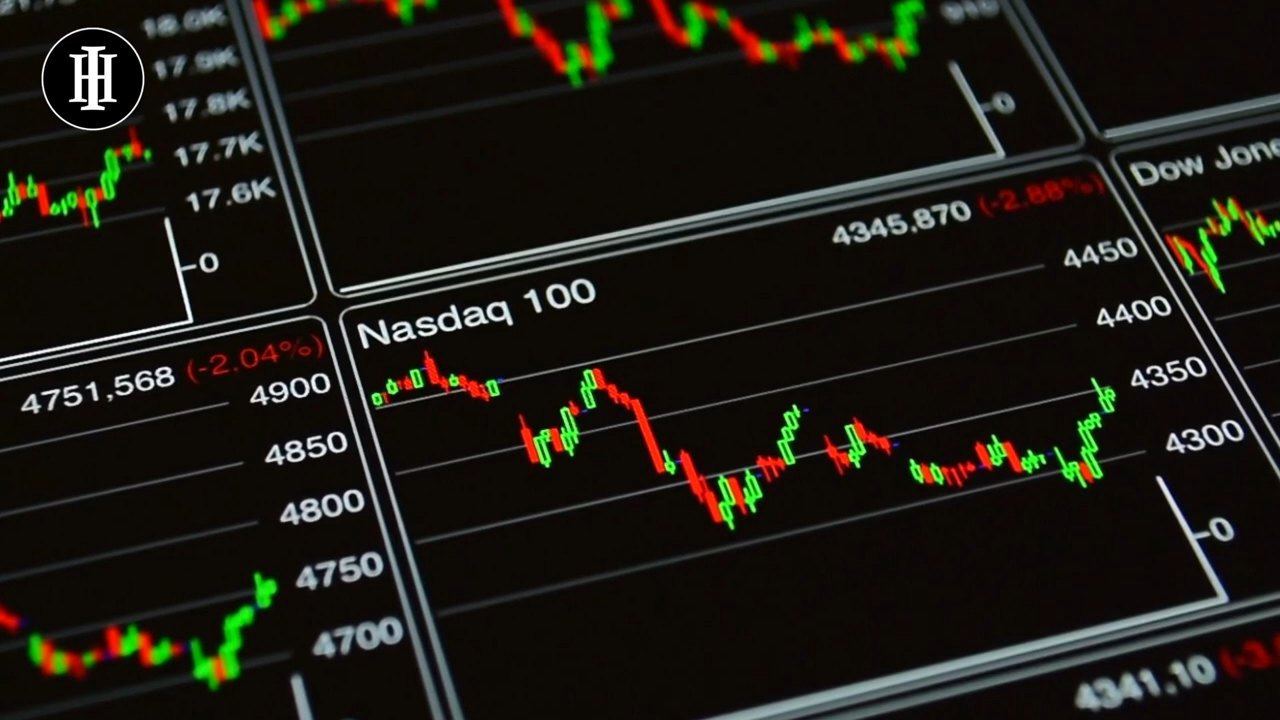 18.0K
17.9K
17.8K
17.7K
17.6K
0
910
0
4751,568 (-2.04%)
4900
4850
4800
4750
4700
Nasdaq 100
4345,870 (-2.88%)
4450
4400
4350
4300
0
Dow Jone
4341,10